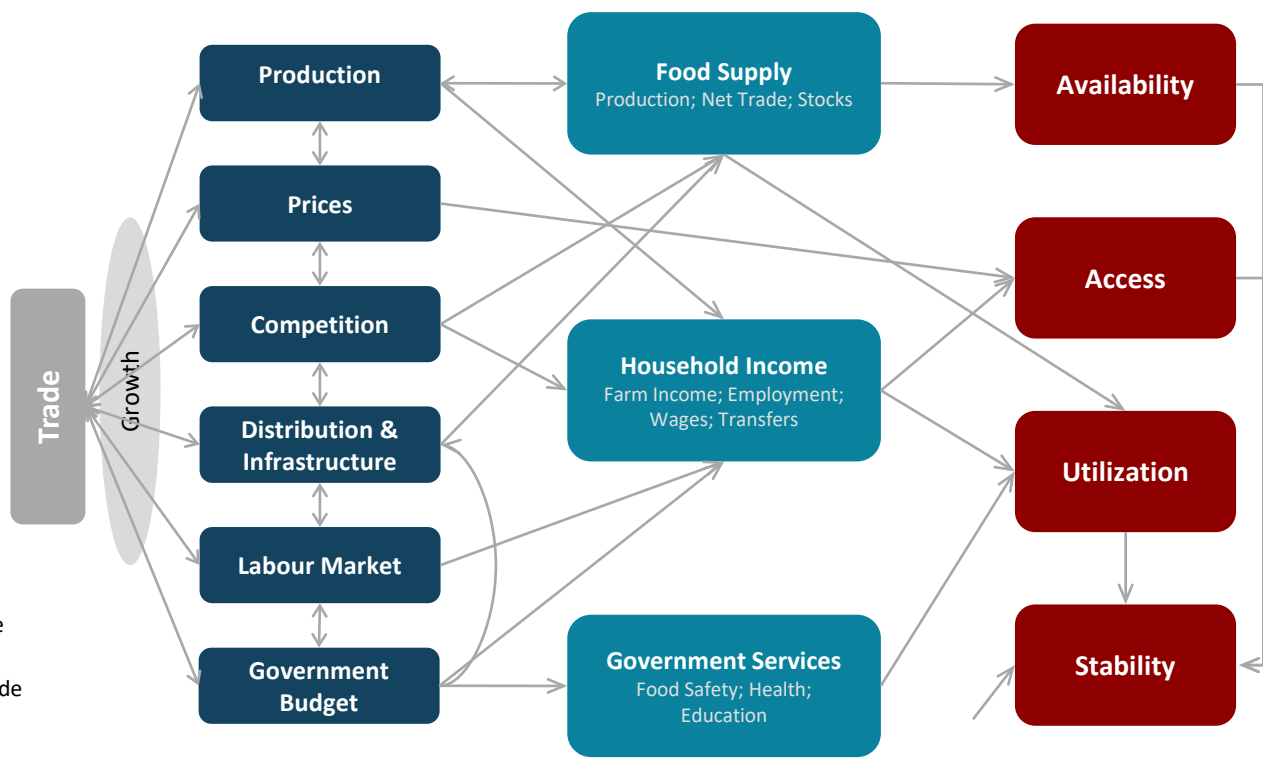 Trade
Growth
Production
Prices
Competition
Distribution &
Infrastructure
Labour Market
Government
Budget
Food Supply
Production; Net Trade; Stocks
Household Income
Farm Income; Employment;
Wages; Transfers
Government Services
Food Safety; Health;
Education
Availability
Access
Utilization
Stability
e
de